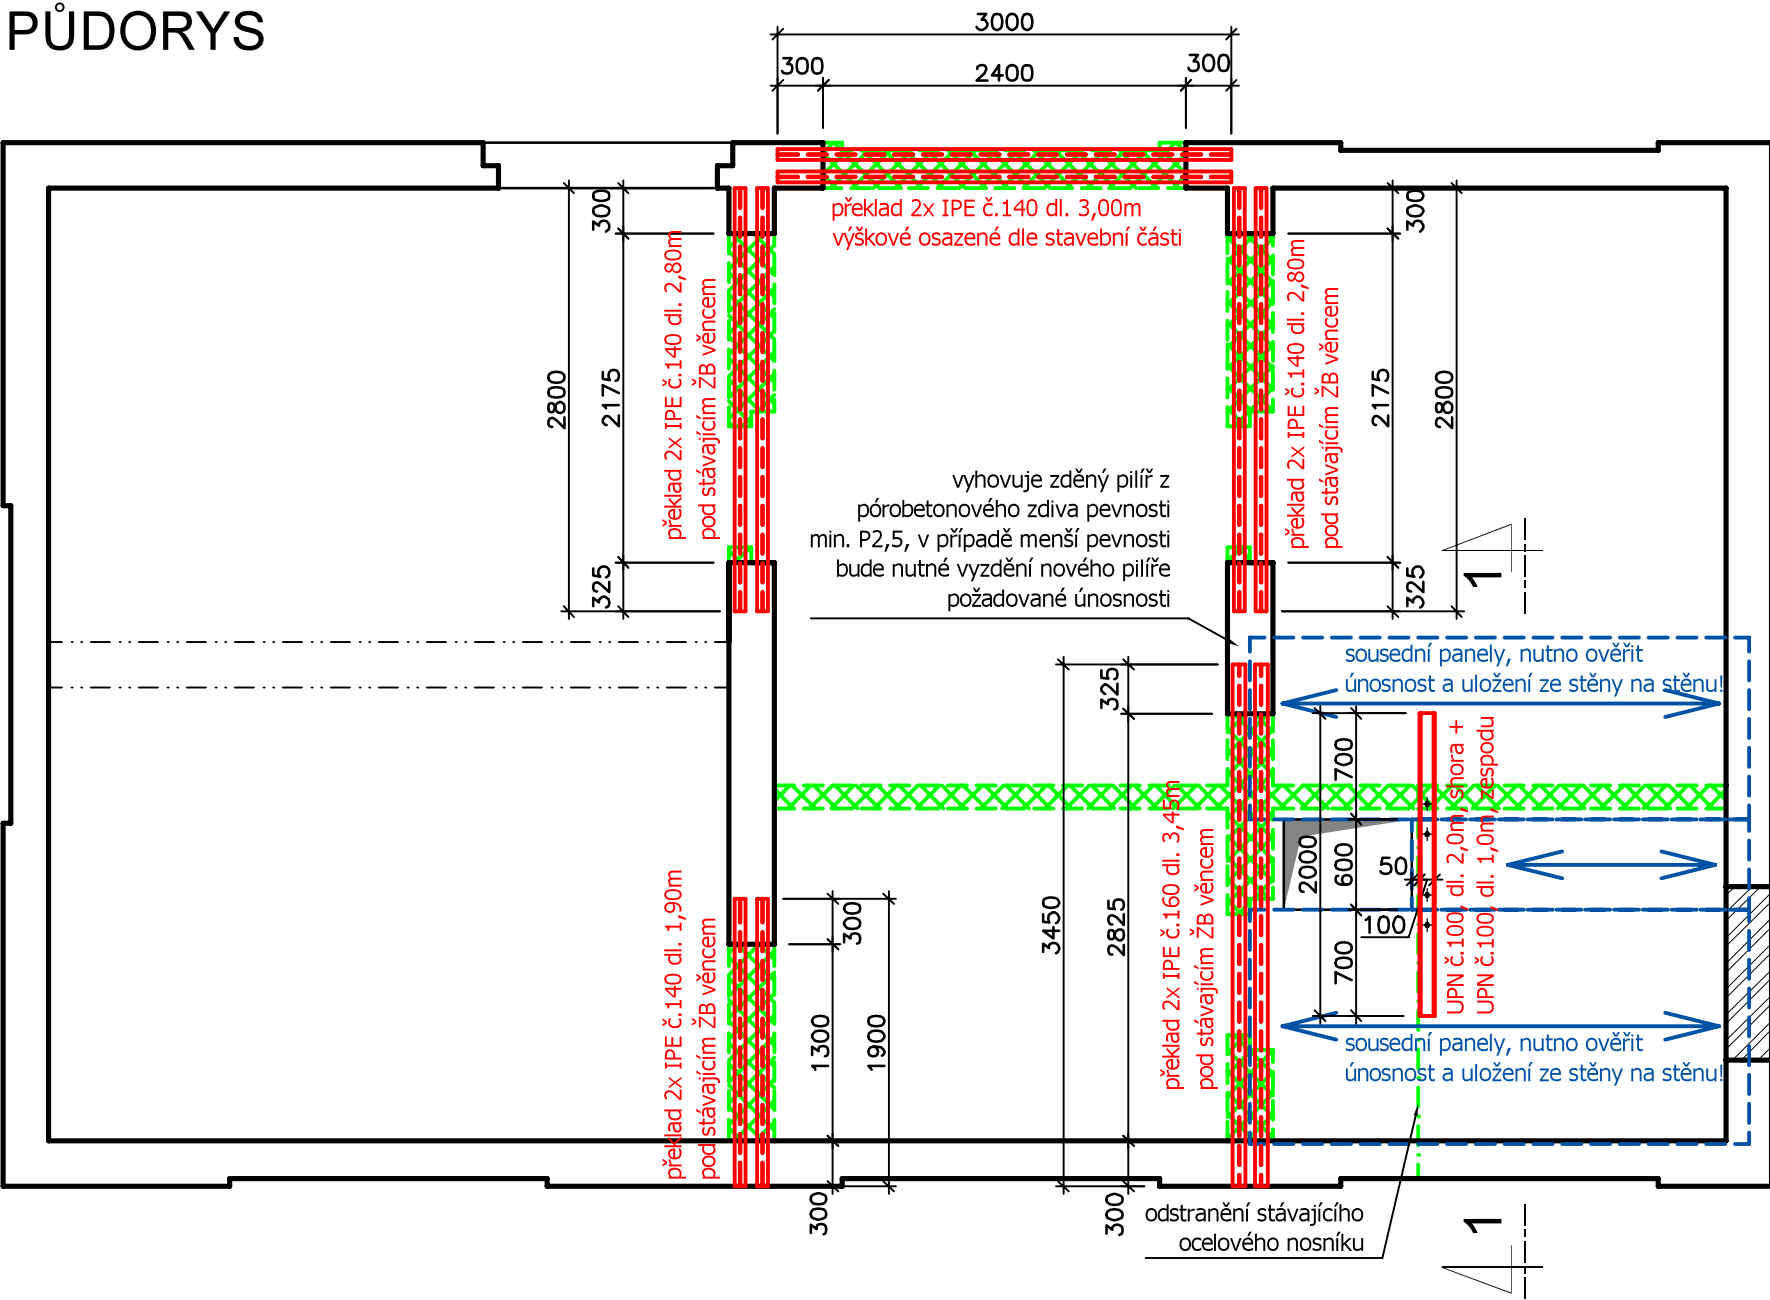 PŮDORYS
3000
300
2400
300
překlad 2x IPE č.140 dl. 3,00m
výškové osazené dle stavební části
300
2175
2800
325
překlad 2x IPE č.140 dl. 2,80m
pod stávajícím ŽB věncem
překlad 2x IPE č.140 dl. 2,80m
pod stávajícím ŽB věncem
300
2175
2800
325
1
vyhovuje zděný pilíř z
pórobetonového zdiva pevnosti
min. P2,5, v případě menší pevnosti
bude nutné vyzdění nového pilíře
požadované únosnosti
sousední panely, nutno ověřit
únosnost a uložení ze stěny na stěnu!
325
3450
2825
300
překlad 2x IPE č.160 dl. 3,45m
pod stávajícím ŽB věncem
700
2000
600
700
50
100
UPN č.100, dl. 2,0m, shora +
UPN č.100, dl. 1,0m, zespodu
překlad 2x IPE č.140 dl. 1,90m
pod stávajícím ŽB věncem
300
1300
1900
300
sousední panely, nutno ověřit
únosnost a uložení ze stěny na stěnu!
odstranění stávajícího
ocelového nosníku
1